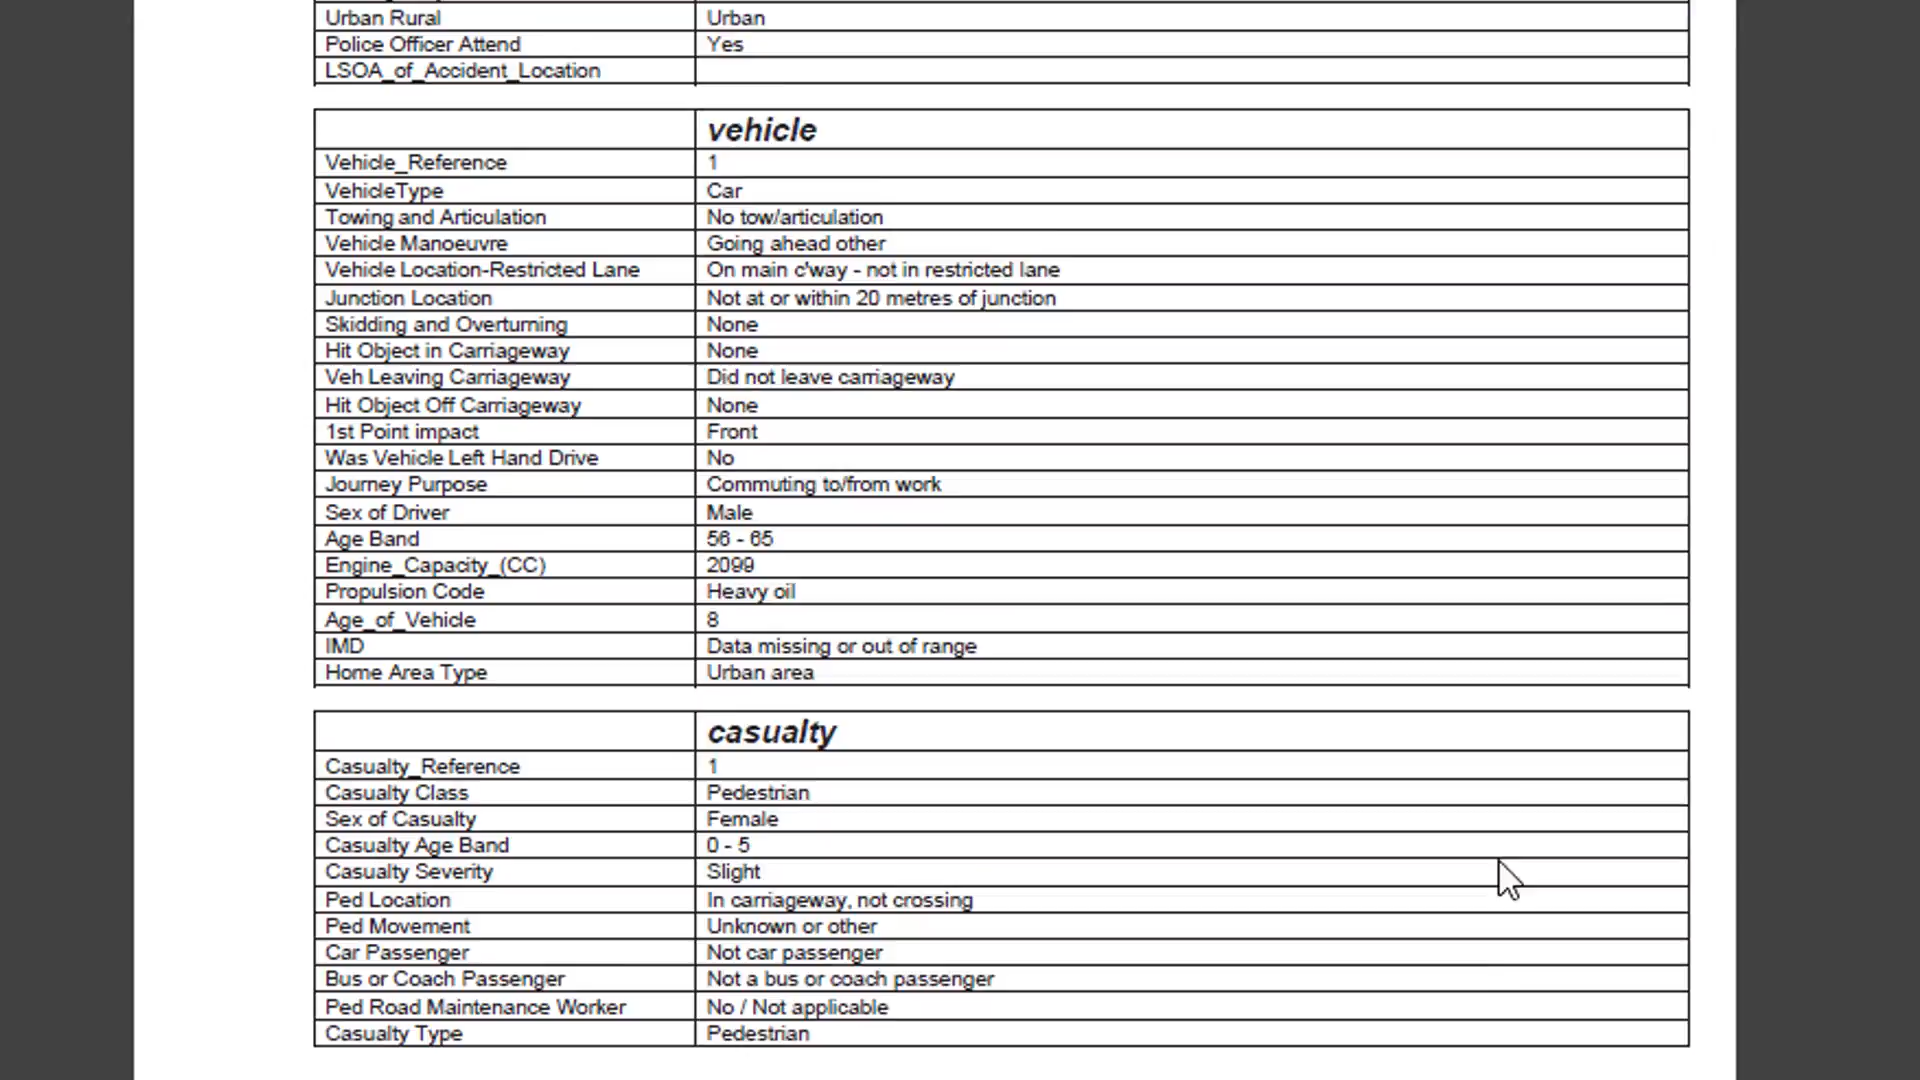 Urban Rural Urban
Police Officer Attend Yes
LSOA_of_Accident_Location
vehicle
Vehicle_Reference 1
VehicleType Car
Towing and Articulation No tow/articulation
Vehicle Manoeuvre Going ahead other
Vehicle Location-Restricted Lane On main c'way - not in restricted lane
Junction Location Not at or within 20 metres of junction
Skidding and Overturning None
Hit Object in Carriageway None
Veh Leaving Carriageway Did not leave carriageway
Hit Object Off Carriageway None
1st Point impact Front
Was Vehicle Left Hand Drive No
Journey Purpose Commuting to/from work
Sex of Driver Male
Age Band 56 - 65
Engine_Capacity_(CC) 2099
Propulsion Code Heavy oil
Age_of_Vehicle 8
IMD Data missing or out of range
Home Area Type Urban area
casualty
Casualty_Reference 1
Casualty Class Pedestrian
Sex of Casualty Female
Casualty Age Band 0 - 5
Casualty Severity Slight
Ped Location In carriageway, not crossing
Ped Movement Unknown or other
Car Passenger Not car passenger
Bus or Coach Passenger Not a bus or coach passenger
Ped Road Maintenance Worker No / Not applicable
Casualty Type Pedestrian